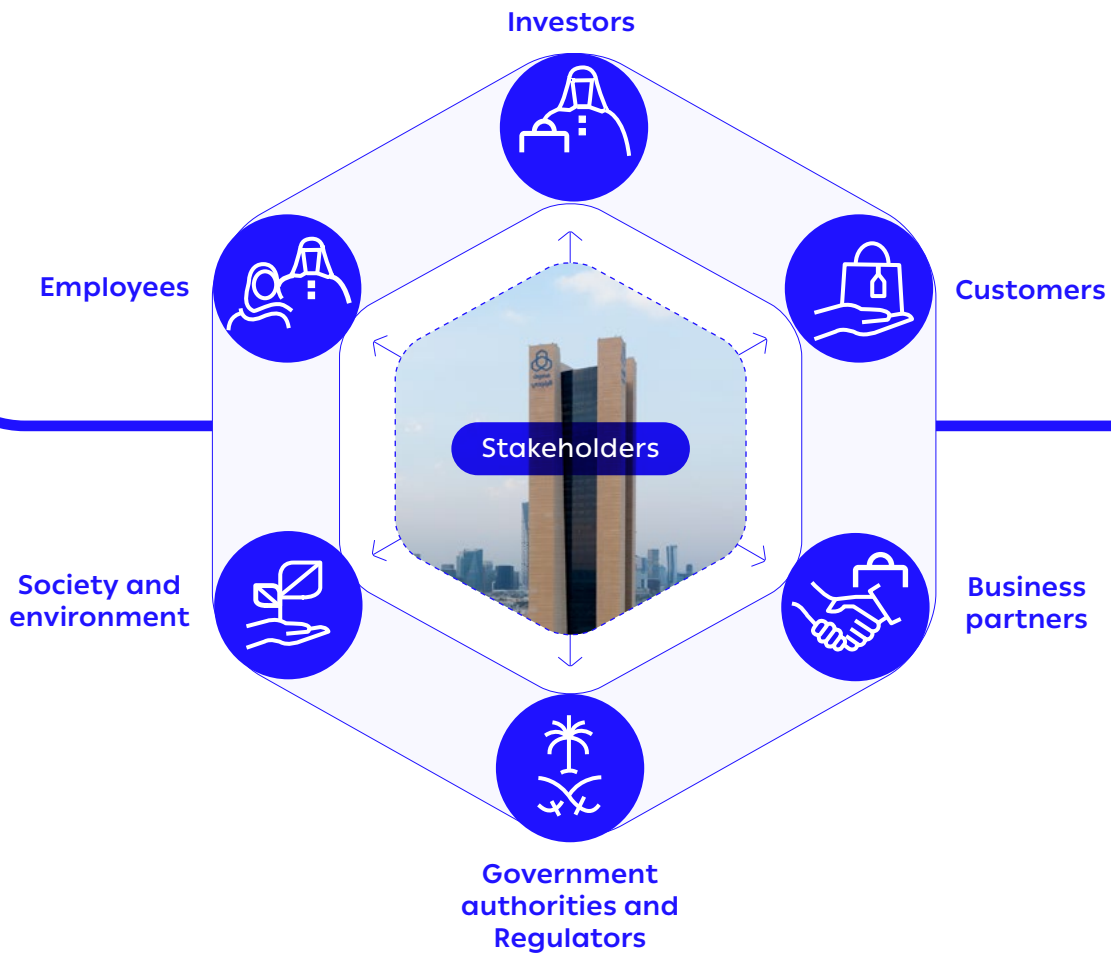 Investors
Employees
Customers
Stakeholders
Society and
environment
Business
partners
Government
authorities and
Regulators